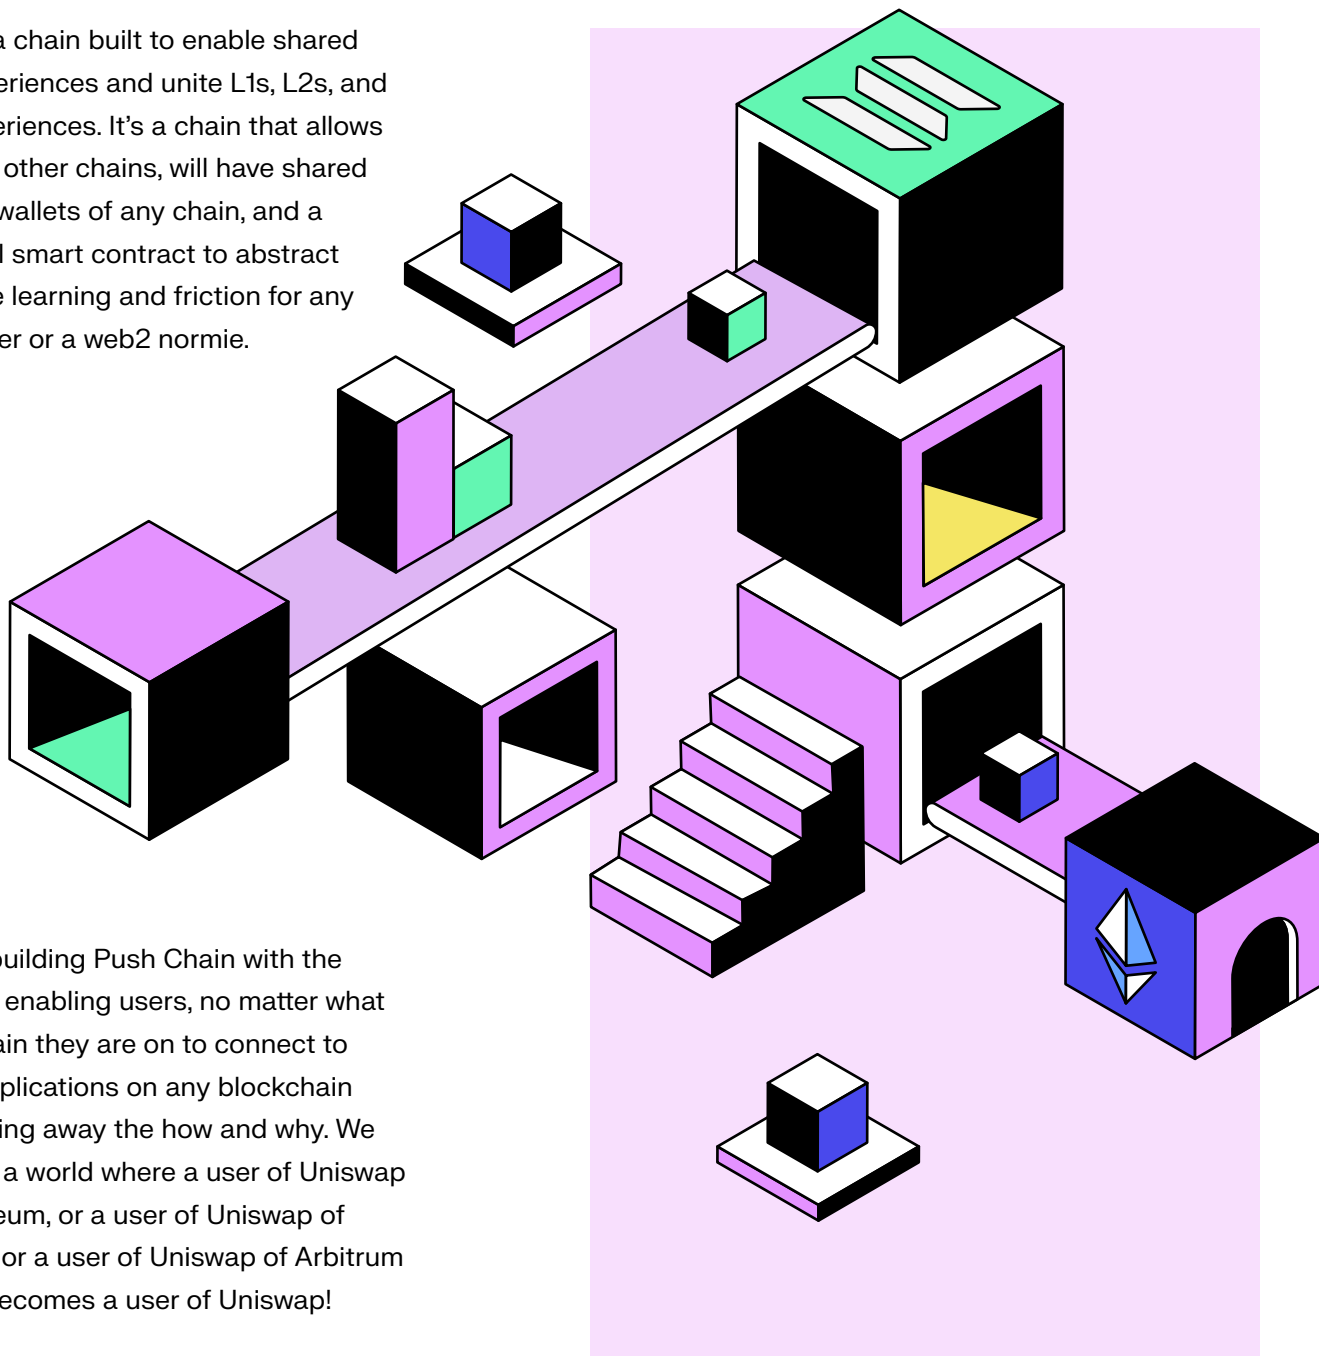 a chain built to enable shared
eriences and unite L1s, L2s, and
eriences. It's a chain that allows
other chains, will have shared
wallets of any chain, and a
l smart contract to abstract
e learning and friction for any
er or a web2 normie.
building Push Chain with the
enabling users, no matter what
ain they are on to connect to
plications on any blockchain
ing away the how and why. We
a world where a user of Uniswap
eum, or a user of Uniswap of
or a user of Uniswap of Arbitrum
ecomes a user of Uniswap!